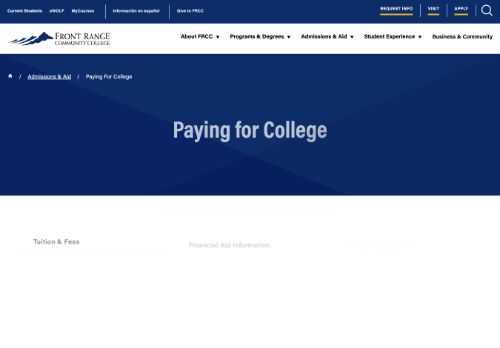 Current Students eWOLF MyCourses Información en español Give to FRCC REQUEST INFO VISIT APPLY
FRONT RANGE
COMMUNITY COLLEGE
About FRCC ▼ Programs & Degrees ▼ Admissions & Aid ▼ Student Experience ▼ Business & Community
/ Admissions & Aid / Paying For College
Paying for College
Tuition & Fees
Financial Aid Information